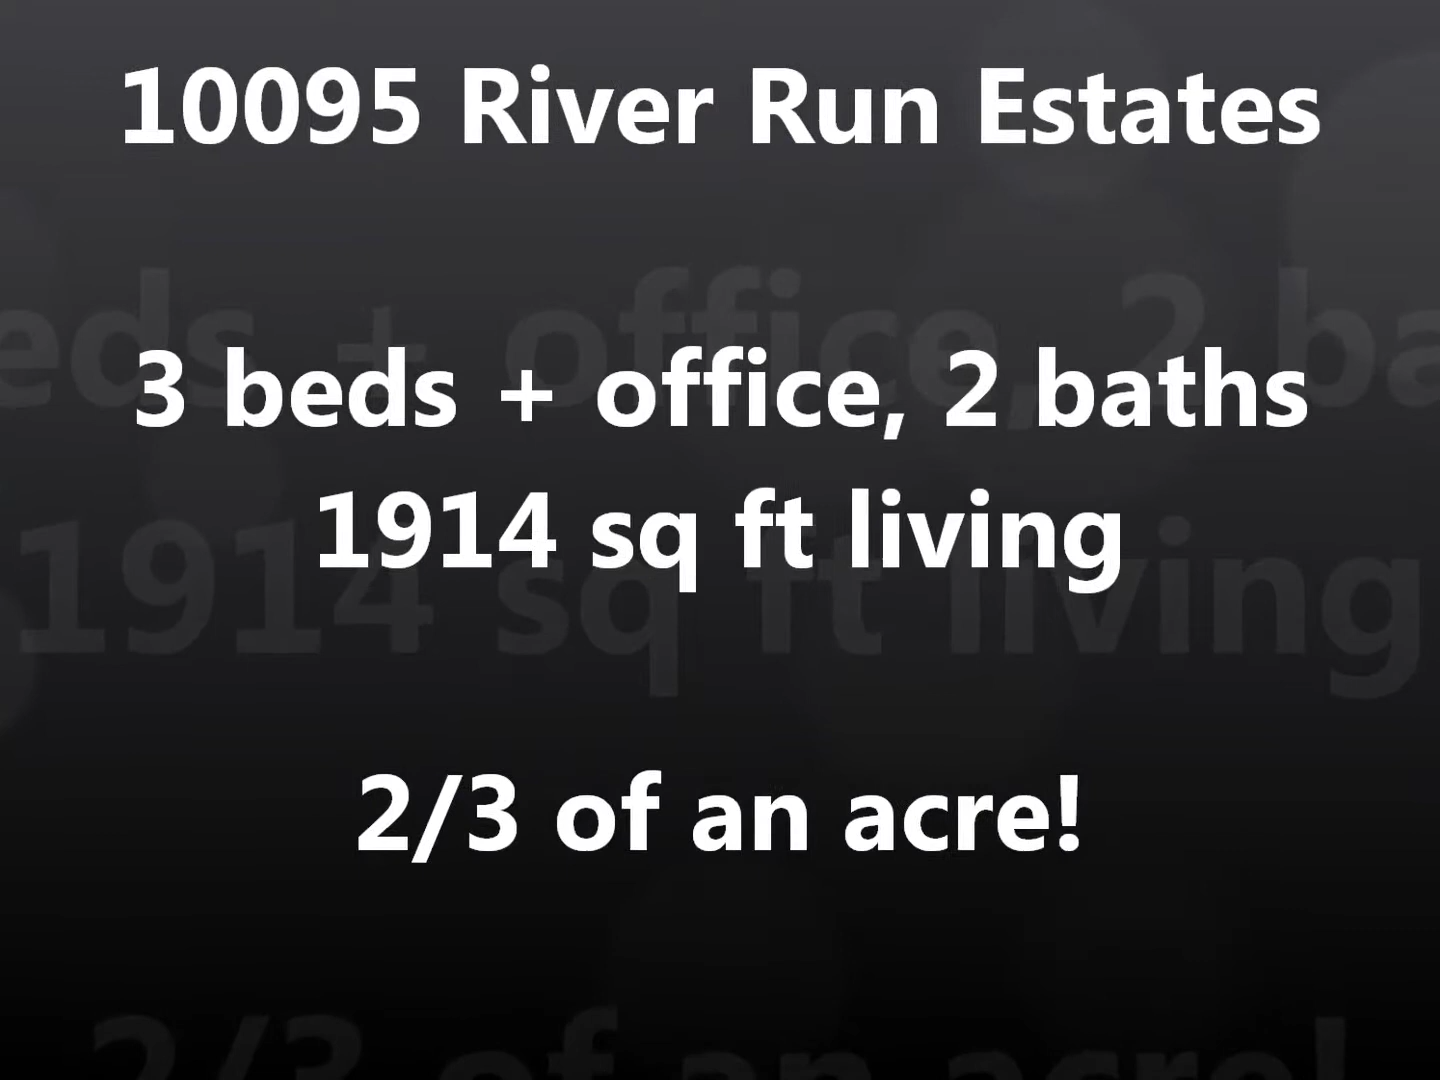 10095 River Run Estates
3 beds + office, 2 baths
1914 sq ft living
2/3 of an acre!